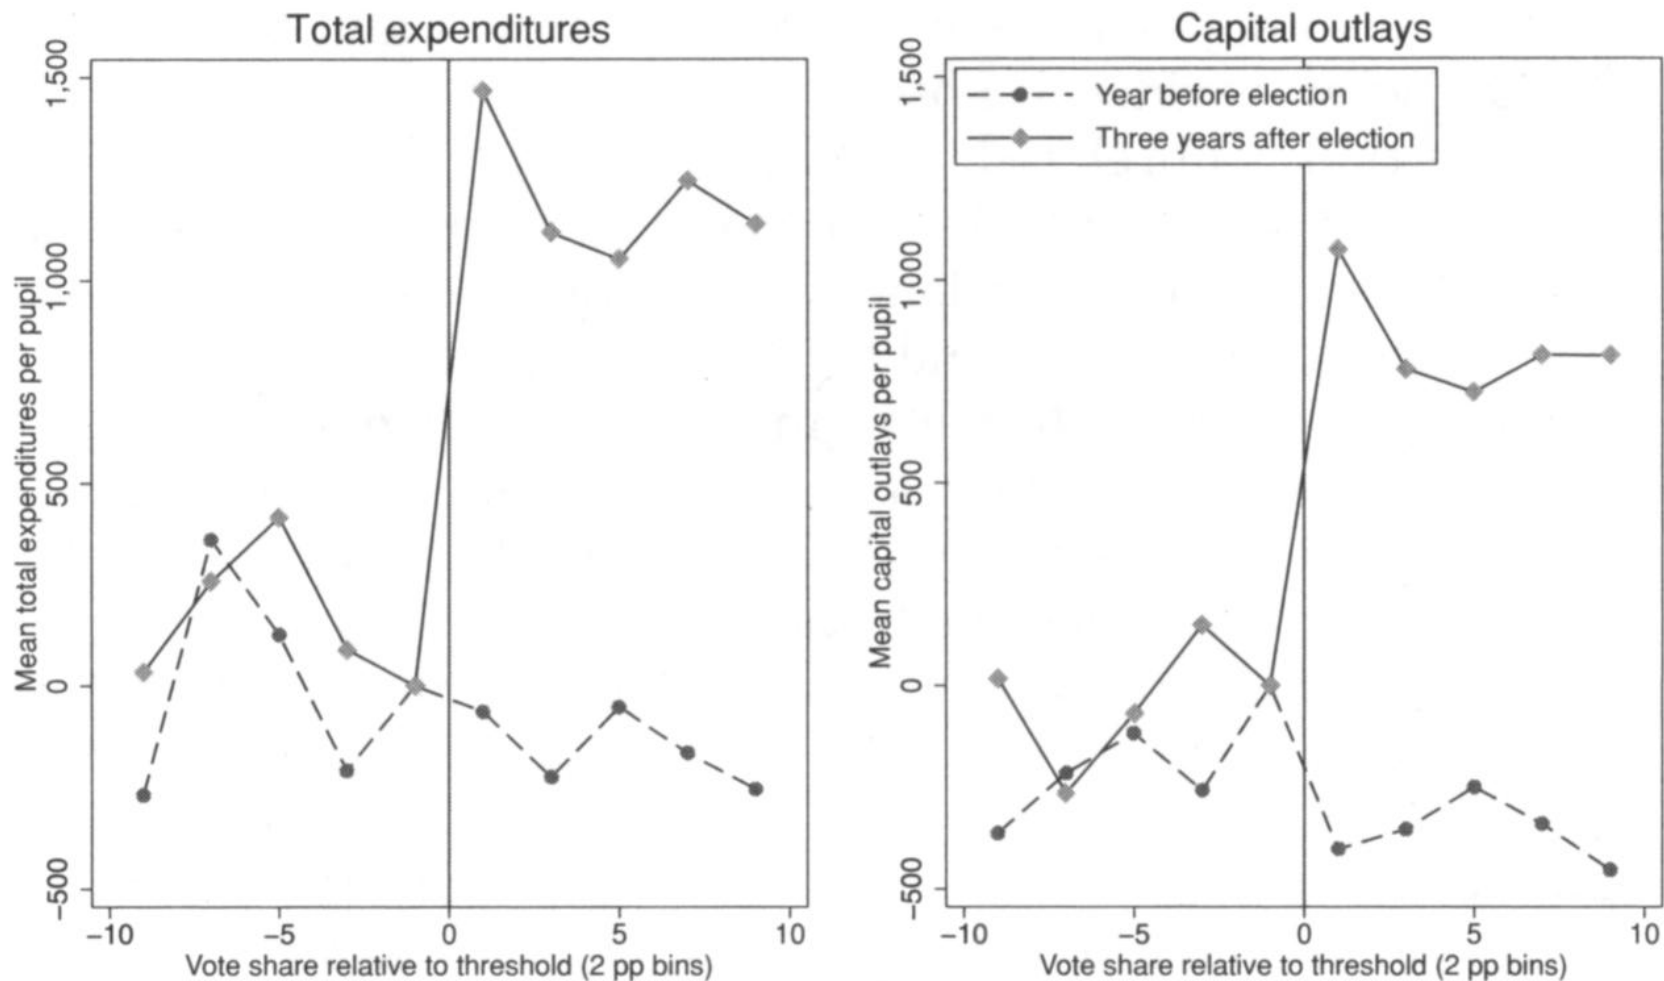 Total expenditures
Mean total expenditures per pupil
1,500
1,000
500
0
−500
−10
−5
0
5
10
Vote share relative to threshold (2 pp bins)
Capital outlays
Year before election
Three years after election
Mean capital outlays per pupil
1,500
1,000
500
0
−500
−10
−5
0
5
10
Vote share relative to threshold (2 pp bins)